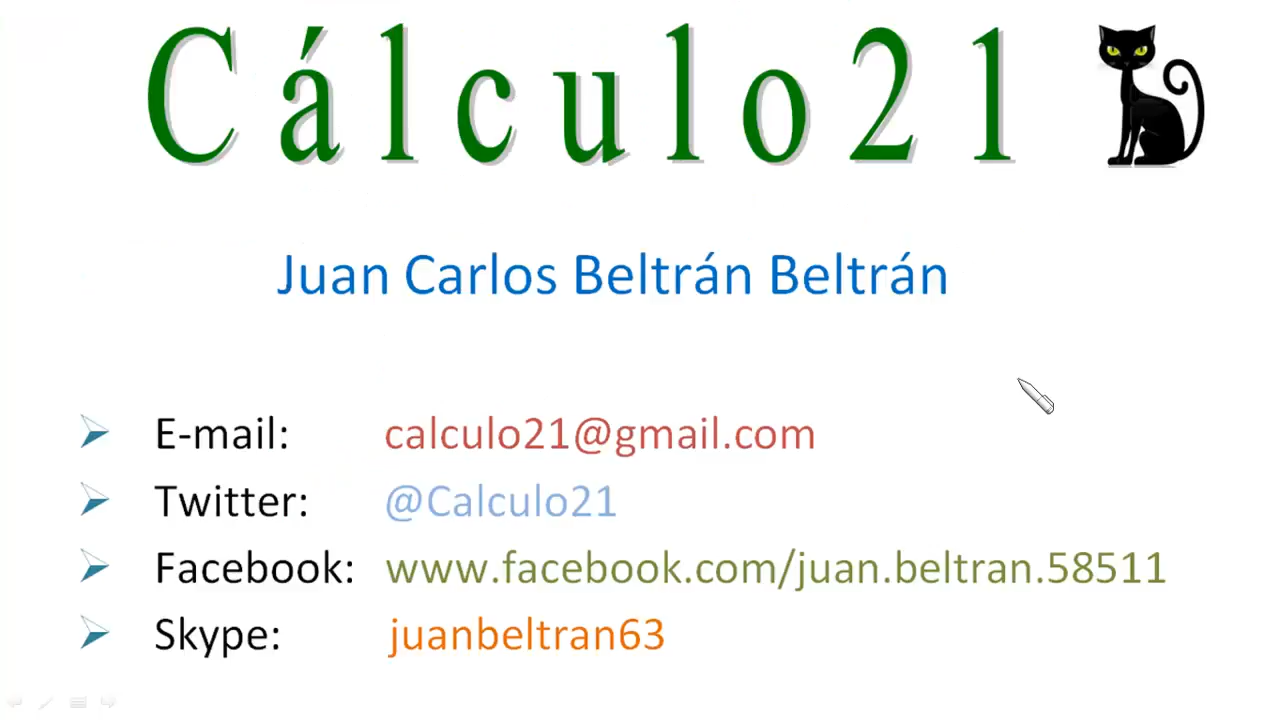 Cálculo21
Juan Carlos Beltrán Beltrán
E-mail: calculo21@gmail.com
Twitter: @Calculo21
Facebook: www.facebook.com/juan.beltran.58511
Skype: juanbeltran63